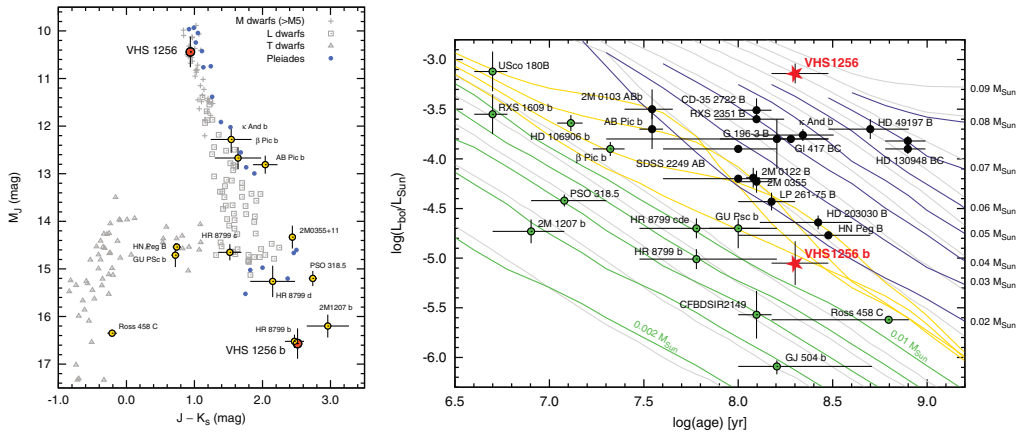 M dwarfs (>M5)
L dwarfs
T dwarfs
Pleiades
VHS 1256
κ And b
β Pic b
AB Pic b
2M0355+11
HN Peg B
HR 8799 c
GU PSc b
PSO 318.5
HR 8799 d
2M1207 b
Ross 458 C
HR 8799 b
VHS 1256 b
10
11
12
13
14
15
16
17
M_J (mag)
-1.0
0.0
1.0
2.0
3.0
J − K_s (mag)
USco 180B
VHS1256
RXS 1609 b
2M 0103 ABb
CD-35 2722 B
RXS 2351 B
κ And b
HD 49197 B
AB Pic b
G 196-3 B
HD 106906 b
GI 417 BC
β Pic b
HD 130948 BC
SDSS 2249 AB
2M 0122 B
2M 0355
PSO 318.5
LP 261-75 B
2M 1207 b
HR 8799 cde
GU Psc b
HD 203030 B
HN Peg B
HR 8799 b
VHS1256 b
CFBDSIR2149
Ross 458 C
0.002 M_Sun
0.01 M_Sun
GJ 504 b
0.09 M_Sun
0.08 M_Sun
0.07 M_Sun
0.06 M_Sun
0.05 M_Sun
0.04 M_Sun
0.03 M_Sun
0.02 M_Sun
-3.0
-3.5
-4.0
-4.5
-5.0
-5.5
-6.0
log(L_bol/L_Sun)
6.5
7.0
7.5
8.0
8.5
9.0
log(age) [yr]